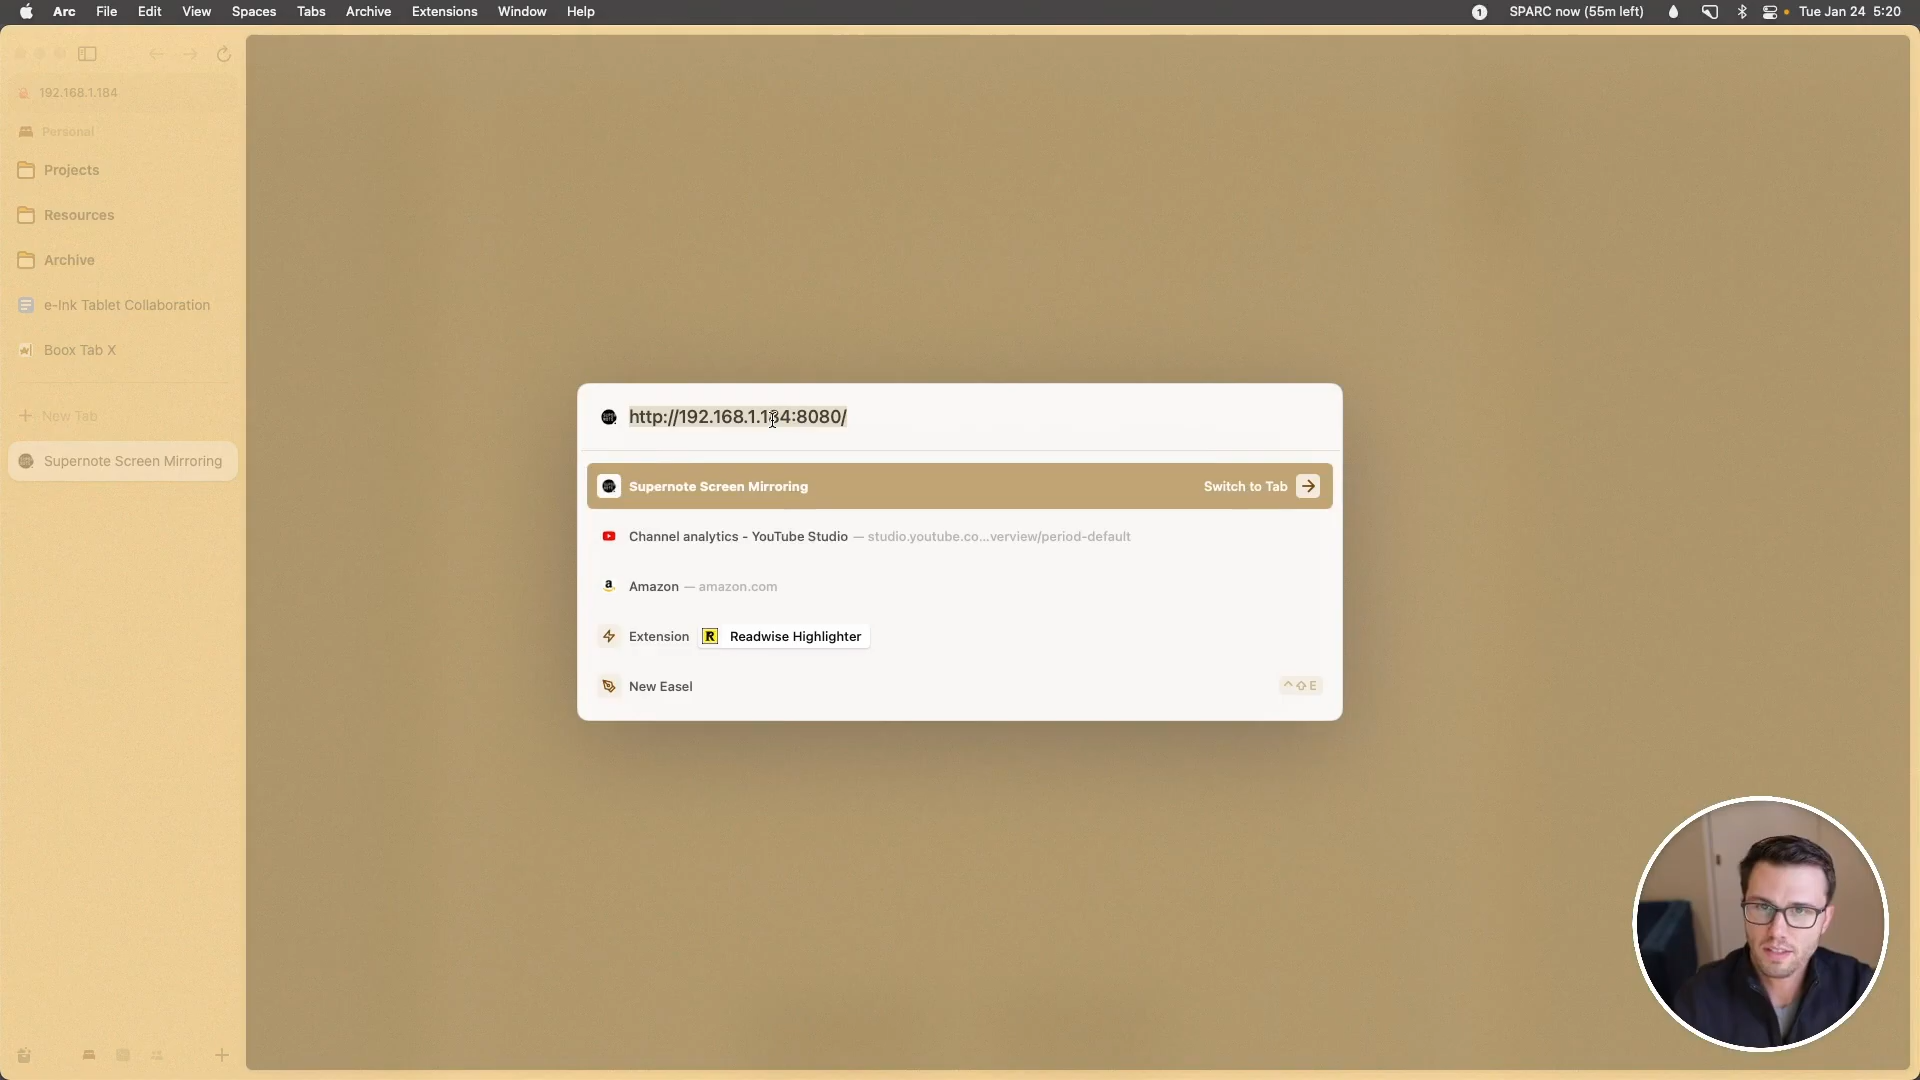 Arc File Edit View Spaces Tabs Archive Extensions Window Help 1 SPARC now (55m left) Tue Jan 24 5:20
192.168.1.184
Personal
Projects
Resources
Archive
e-Ink Tablet Collaboration
Boox Tab X
+ New Tab
Supernote Screen Mirroring
http://192.168.1.184:8080/
Supernote Screen Mirroring Switch to Tab →
Channel analytics - YouTube Studio — studio.youtube.co...verview/period-default
a Amazon — amazon.com
Extension R Readwise Highlighter
New Easel ^⇧E